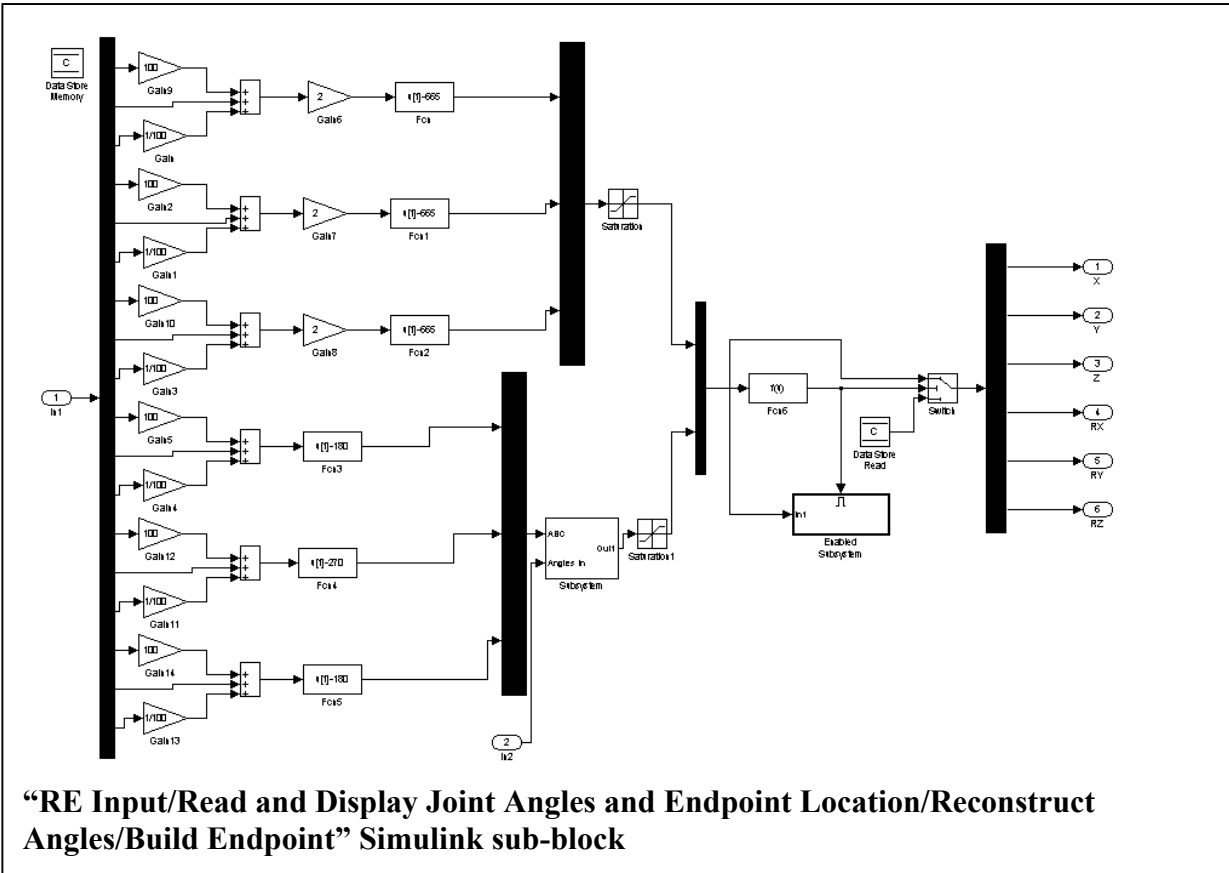 C
Data Store
Memory
100
Gain9
1/100
Gain
+
+
+
2
Gain6
u[1]-665
Fcn
100
Gain2
1/100
Gain1
+
+
+
2
Gain7
u[1]-665
Fcn1
100
Gain10
1/100
Gain3
+
+
+
2
Gain8
u[1]-665
Fcn2
1
In1
100
Gain5
1/100
Gain4
+
+
+
u[1]-180
Fcn3
100
Gain12
1/100
Gain11
+
+
+
u[1]-270
Fcn4
100
Gain14
1/100
Gain13
+
+
+
u[1]-180
Fcn5
2
In2
Saturation
ABC
Angles In
Out1
Subsystem
Saturation1
f(u)
Fcn6
C
Data Store
Read
In1
Enabled
Subsystem
Switch
1
X
2
Y
3
Z
4
RX
5
RY
6
RZ
“RE Input/Read and Display Joint Angles and Endpoint Location/Reconstruct
Angles/Build Endpoint” Simulink sub-block